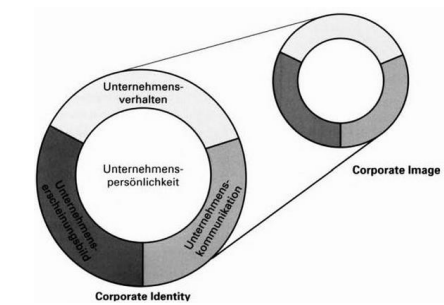 Unternehmens-
verhalten
Unternehmens-
persönlichkeit
Unternehmens-
erscheinungsbild
Unternehmens-
kommunikation
Corporate Image
Corporate Identity